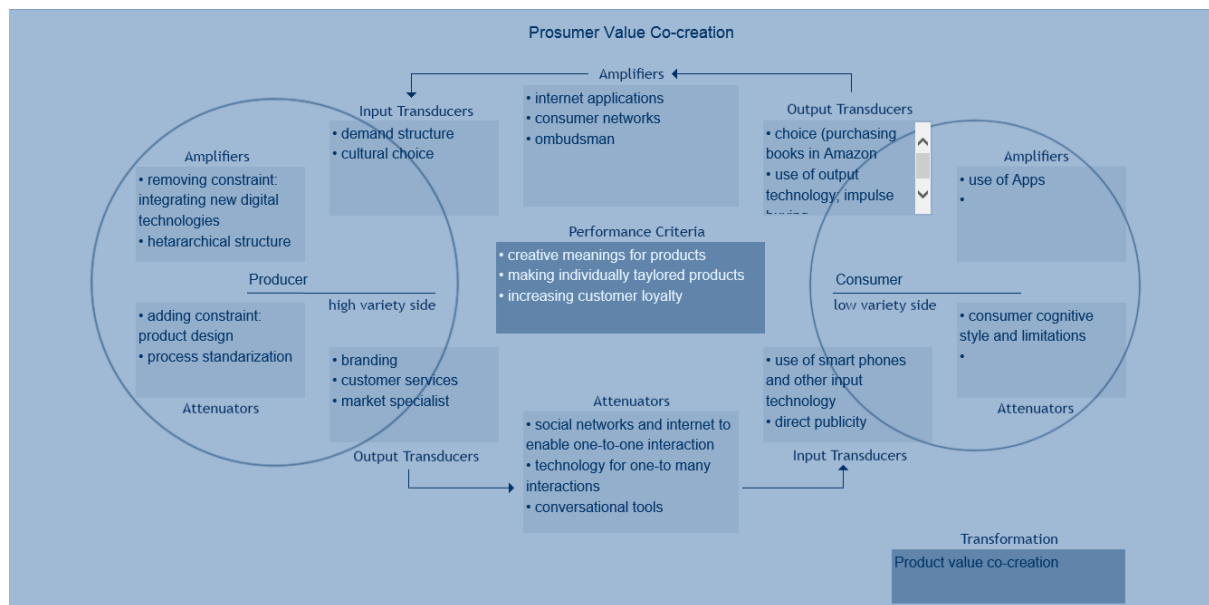 Prosumer Value Co-creation
Amplifiers
• internet applications
• consumer networks
• ombudsman
Input Transducers
• demand structure
• cultural choice
Output Transducers
• choice (purchasing
books in Amazon
• use of output
technology; impulse
buying
Amplifiers
• removing constraint:
integrating new digital
technologies
• hetararchical structure
Amplifiers
• use of Apps
•
Performance Criteria
• creative meanings for products
• making individually taylored products
• increasing customer loyalty
Producer
high variety side
Consumer
low variety side
• adding constraint:
product design
• process standarization
Attenuators
• branding
• customer services
• market specialist
Output Transducers
Attenuators
• social networks and internet to
enable one-to-one interaction
• technology for one-to many
interactions
• conversational tools
• use of smart phones
and other input
technology
• direct publicity
Input Transducers
• consumer cognitive
style and limitations
•
Attenuators
Transformation
Product value co-creation